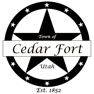 Town of
Cedar Fort
Utah
Est. 1852